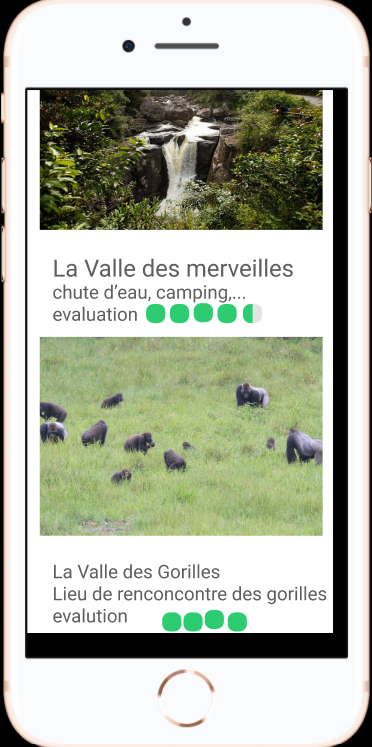 La Valle des merveilles
chute d'eau, camping,...
evaluation
La Valle des Gorilles
Lieu de renconcontre des gorilles
evalution